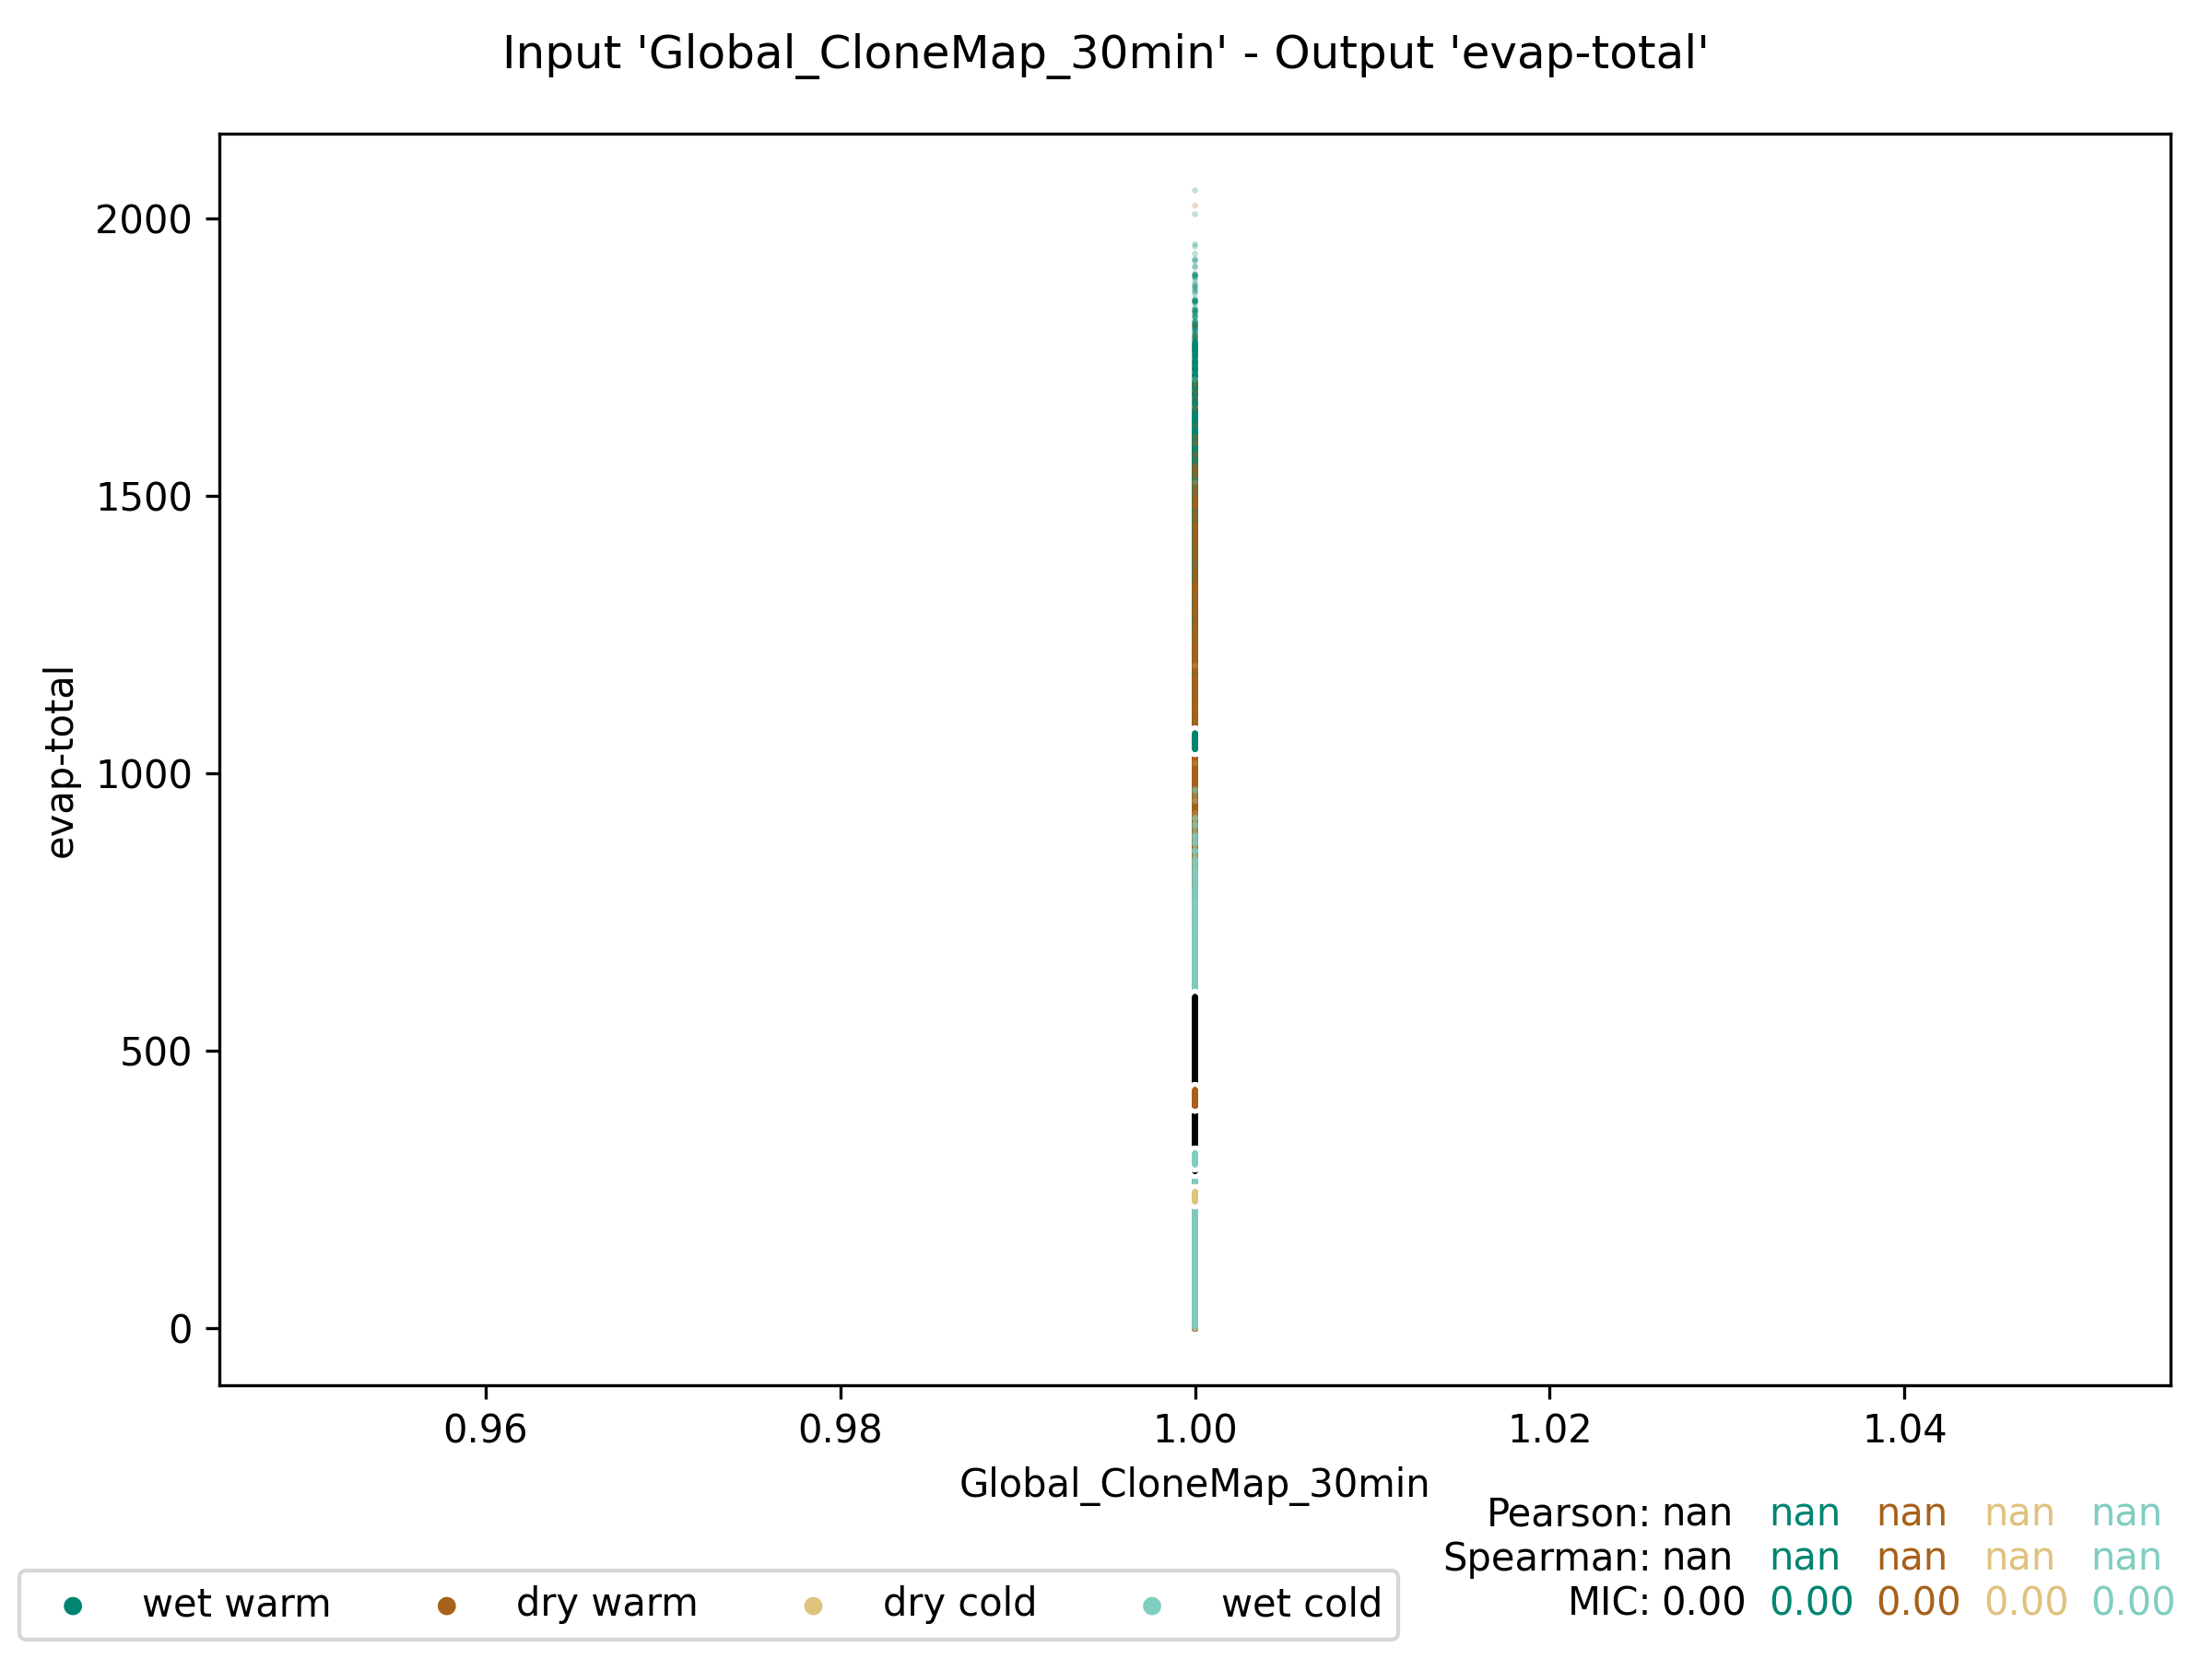 Input 'Global_CloneMap_30min' - Output 'evap-total'
2000
1500
1000
500
0
evap-total
0.96 0.98 1.00 1.02 1.04
Global_CloneMap_30min
Pearson: nan nan nan nan nan
Spearman: nan nan nan nan nan
MIC: 0.00 0.00 0.00 0.00 0.00
wet warm dry warm dry cold wet cold